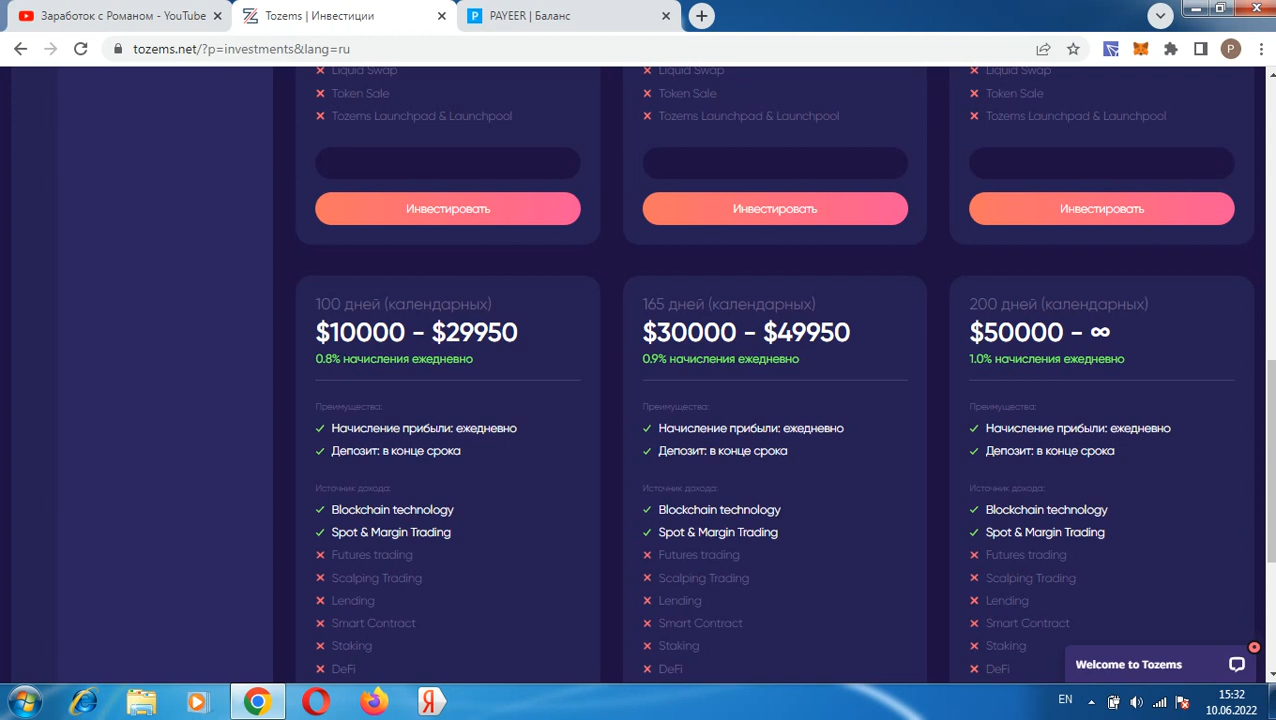 Заработок с Романом - YouTube
Tozems | Инвестиции
PAYEER | Баланс
tozems.net/?p=investments&lang=ru
P
Liquid Swap
Liquid Swap
Liquid Swap
Token Sale
Token Sale
Token Sale
Tozems Launchpad & Launchpool
Tozems Launchpad & Launchpool
Tozems Launchpad & Launchpool
Инвестировать
Инвестировать
Инвестировать
100 дней (календарных)
$10000 - $29950
0.8% начисления ежедневно
Преимущества:
Начисление прибыли: ежедневно
Депозит: в конце срока
Источник дохода:
Blockchain technology
Spot & Margin Trading
Futures trading
Scalping Trading
Lending
Smart Contract
Staking
DeFi
165 дней (календарных)
$30000 - $49950
0.9% начисления ежедневно
Преимущества:
Начисление прибыли: ежедневно
Депозит: в конце срока
Источник дохода:
Blockchain technology
Spot & Margin Trading
Futures trading
Scalping Trading
Lending
Smart Contract
Staking
DeFi
200 дней (календарных)
$50000 - ∞
1.0% начисления ежедневно
Преимущества:
Начисление прибыли: ежедневно
Депозит: в конце срока
Источник дохода:
Blockchain technology
Spot & Margin Trading
Futures trading
Scalping Trading
Lending
Smart Contract
Staking
DeFi
Welcome to Tozems
EN
15:32
10.06.2022